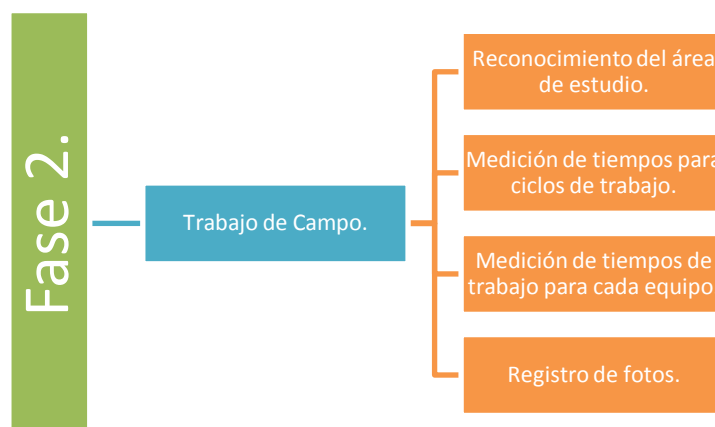 Fase 2.
Trabajo de Campo.
Reconocimiento del área
de estudio.
Medición de tiempos para
ciclos de trabajo.
Medición de tiempos de
trabajo para cada equipo
Registro de fotos.